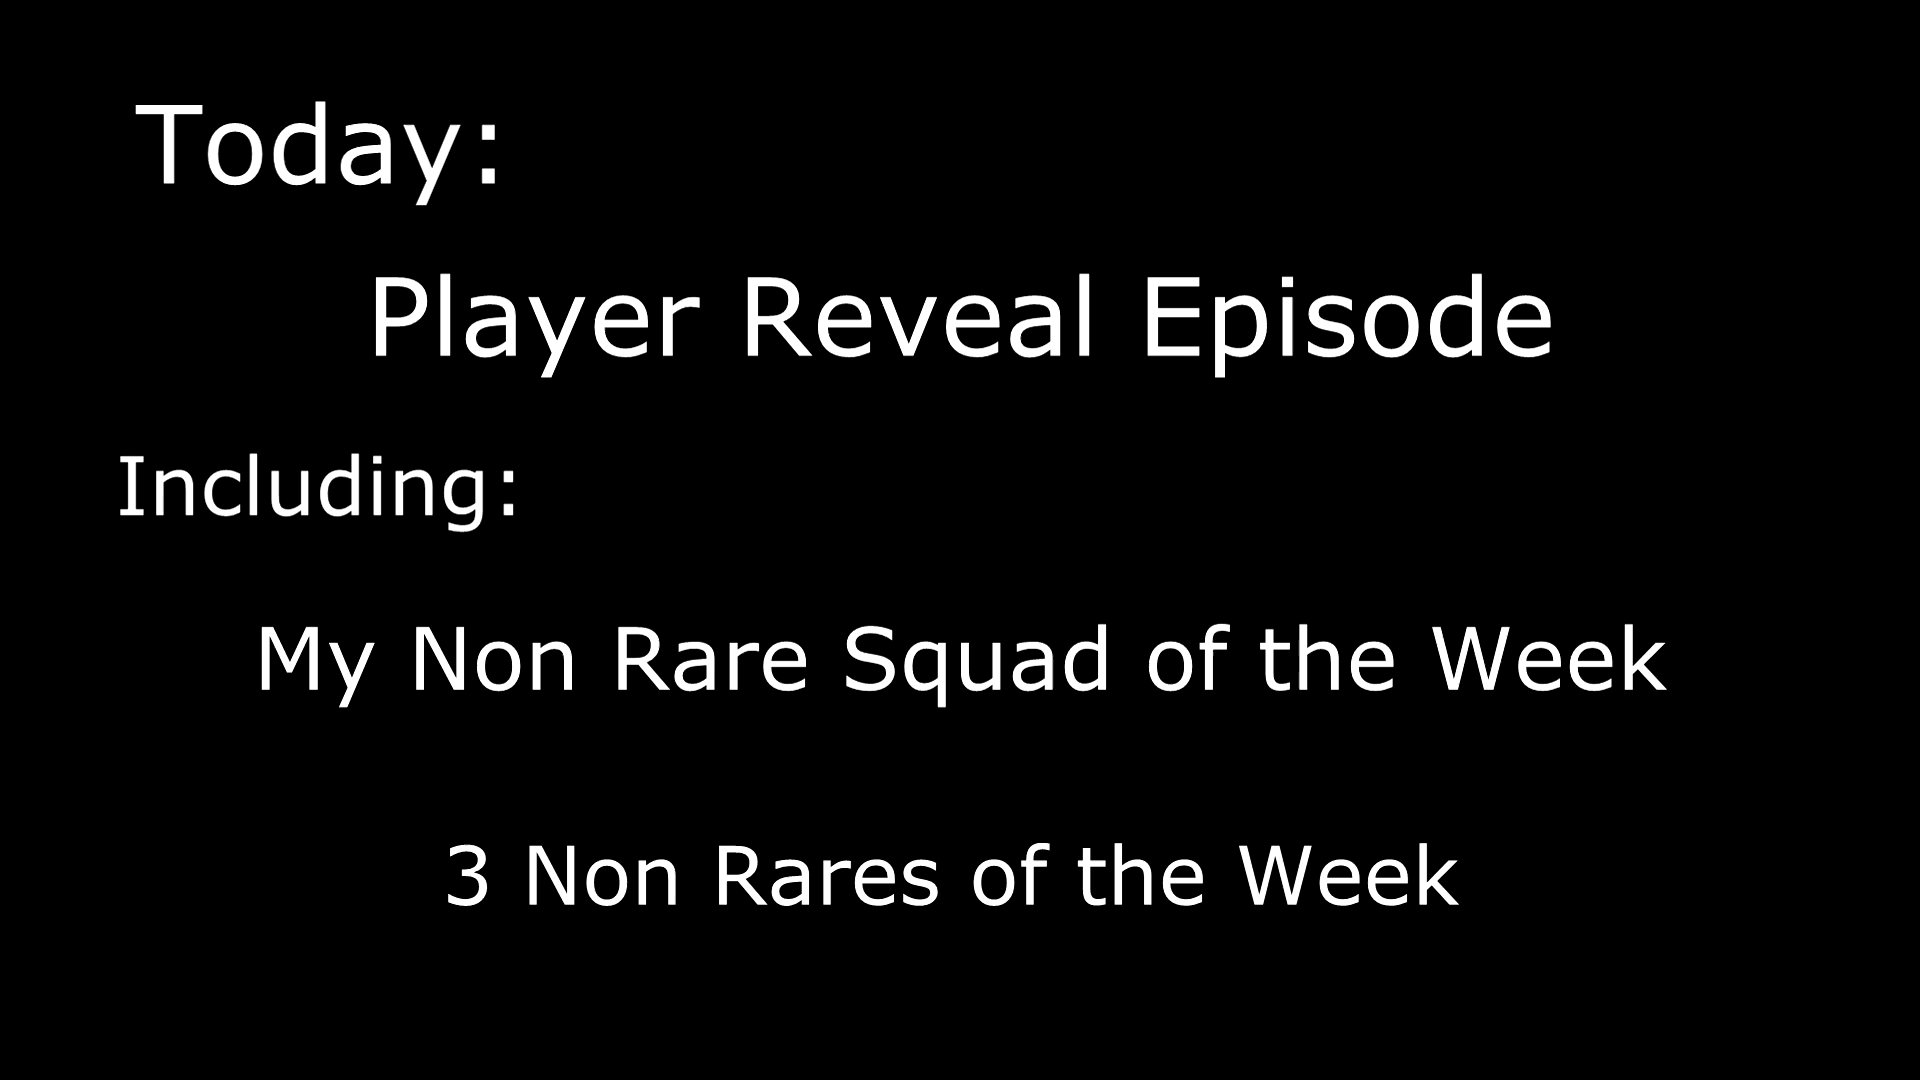 Today:
Player Reveal Episode
Including:
My Non Rare Squad of the Week
3 Non Rares of the Week